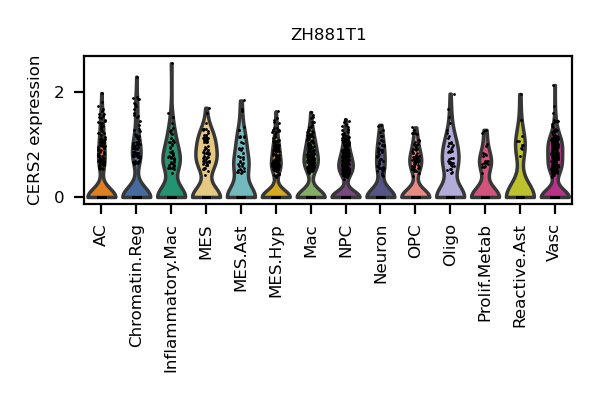 ZH881T1
CERS2 expression
2
0
AC
Chromatin.Reg
Inflammatory.Mac
MES
MES.Ast
MES.Hyp
Mac
NPC
Neuron
OPC
Oligo
Prolif.Metab
Reactive.Ast
Vasc